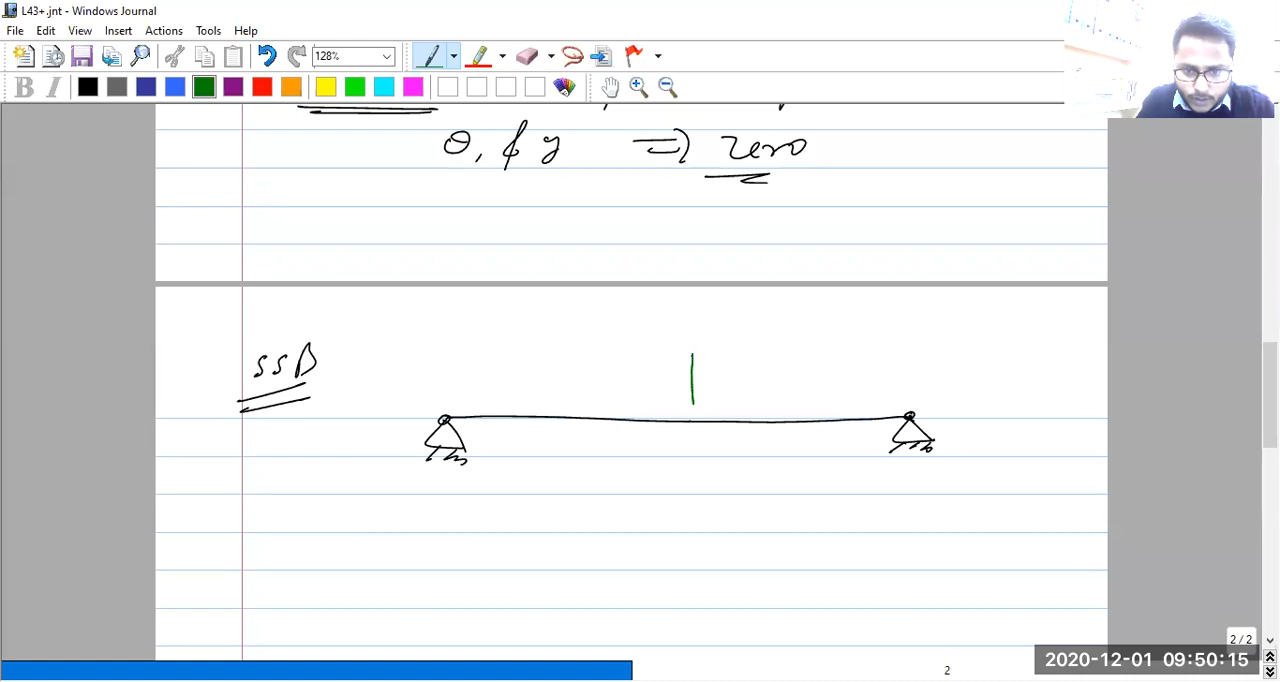 L43+.jnt - Windows Journal
File Edit View Insert Actions Tools Help
128%
B I
θ, & y ⇒ zero
SSB
2 / 2
2
2020-12-01 09:50:15